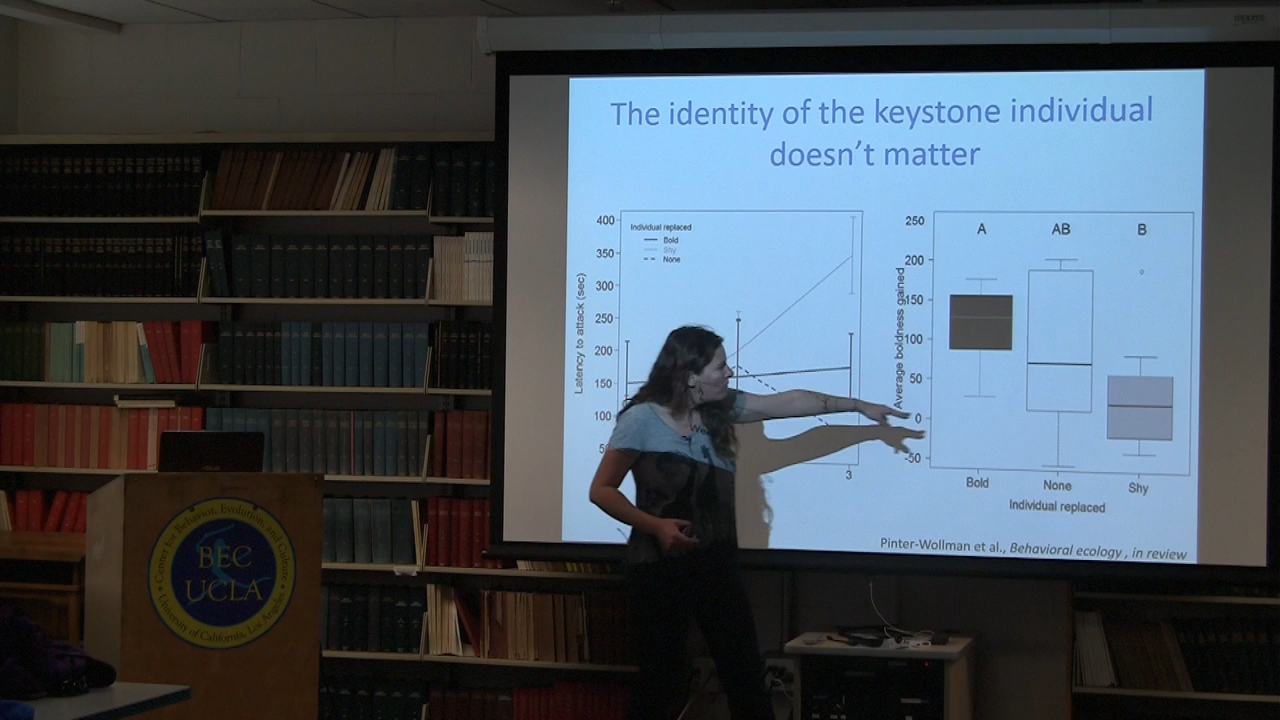 The identity of the keystone individual
doesn't matter
400
350
300
250
200
150
100
Latency to attack (sec)
Individual replaced
Bold
Shy
None
3
250
200
150
100
50
0
-50
Average boldness gained
A
AB
B
Bold
None
Shy
Individual replaced
Pinter-Wollman et al., Behavioral ecology , in review
Center for Behavior, Evolution, and Culture
BEC
UCLA
University of California, Los Angeles